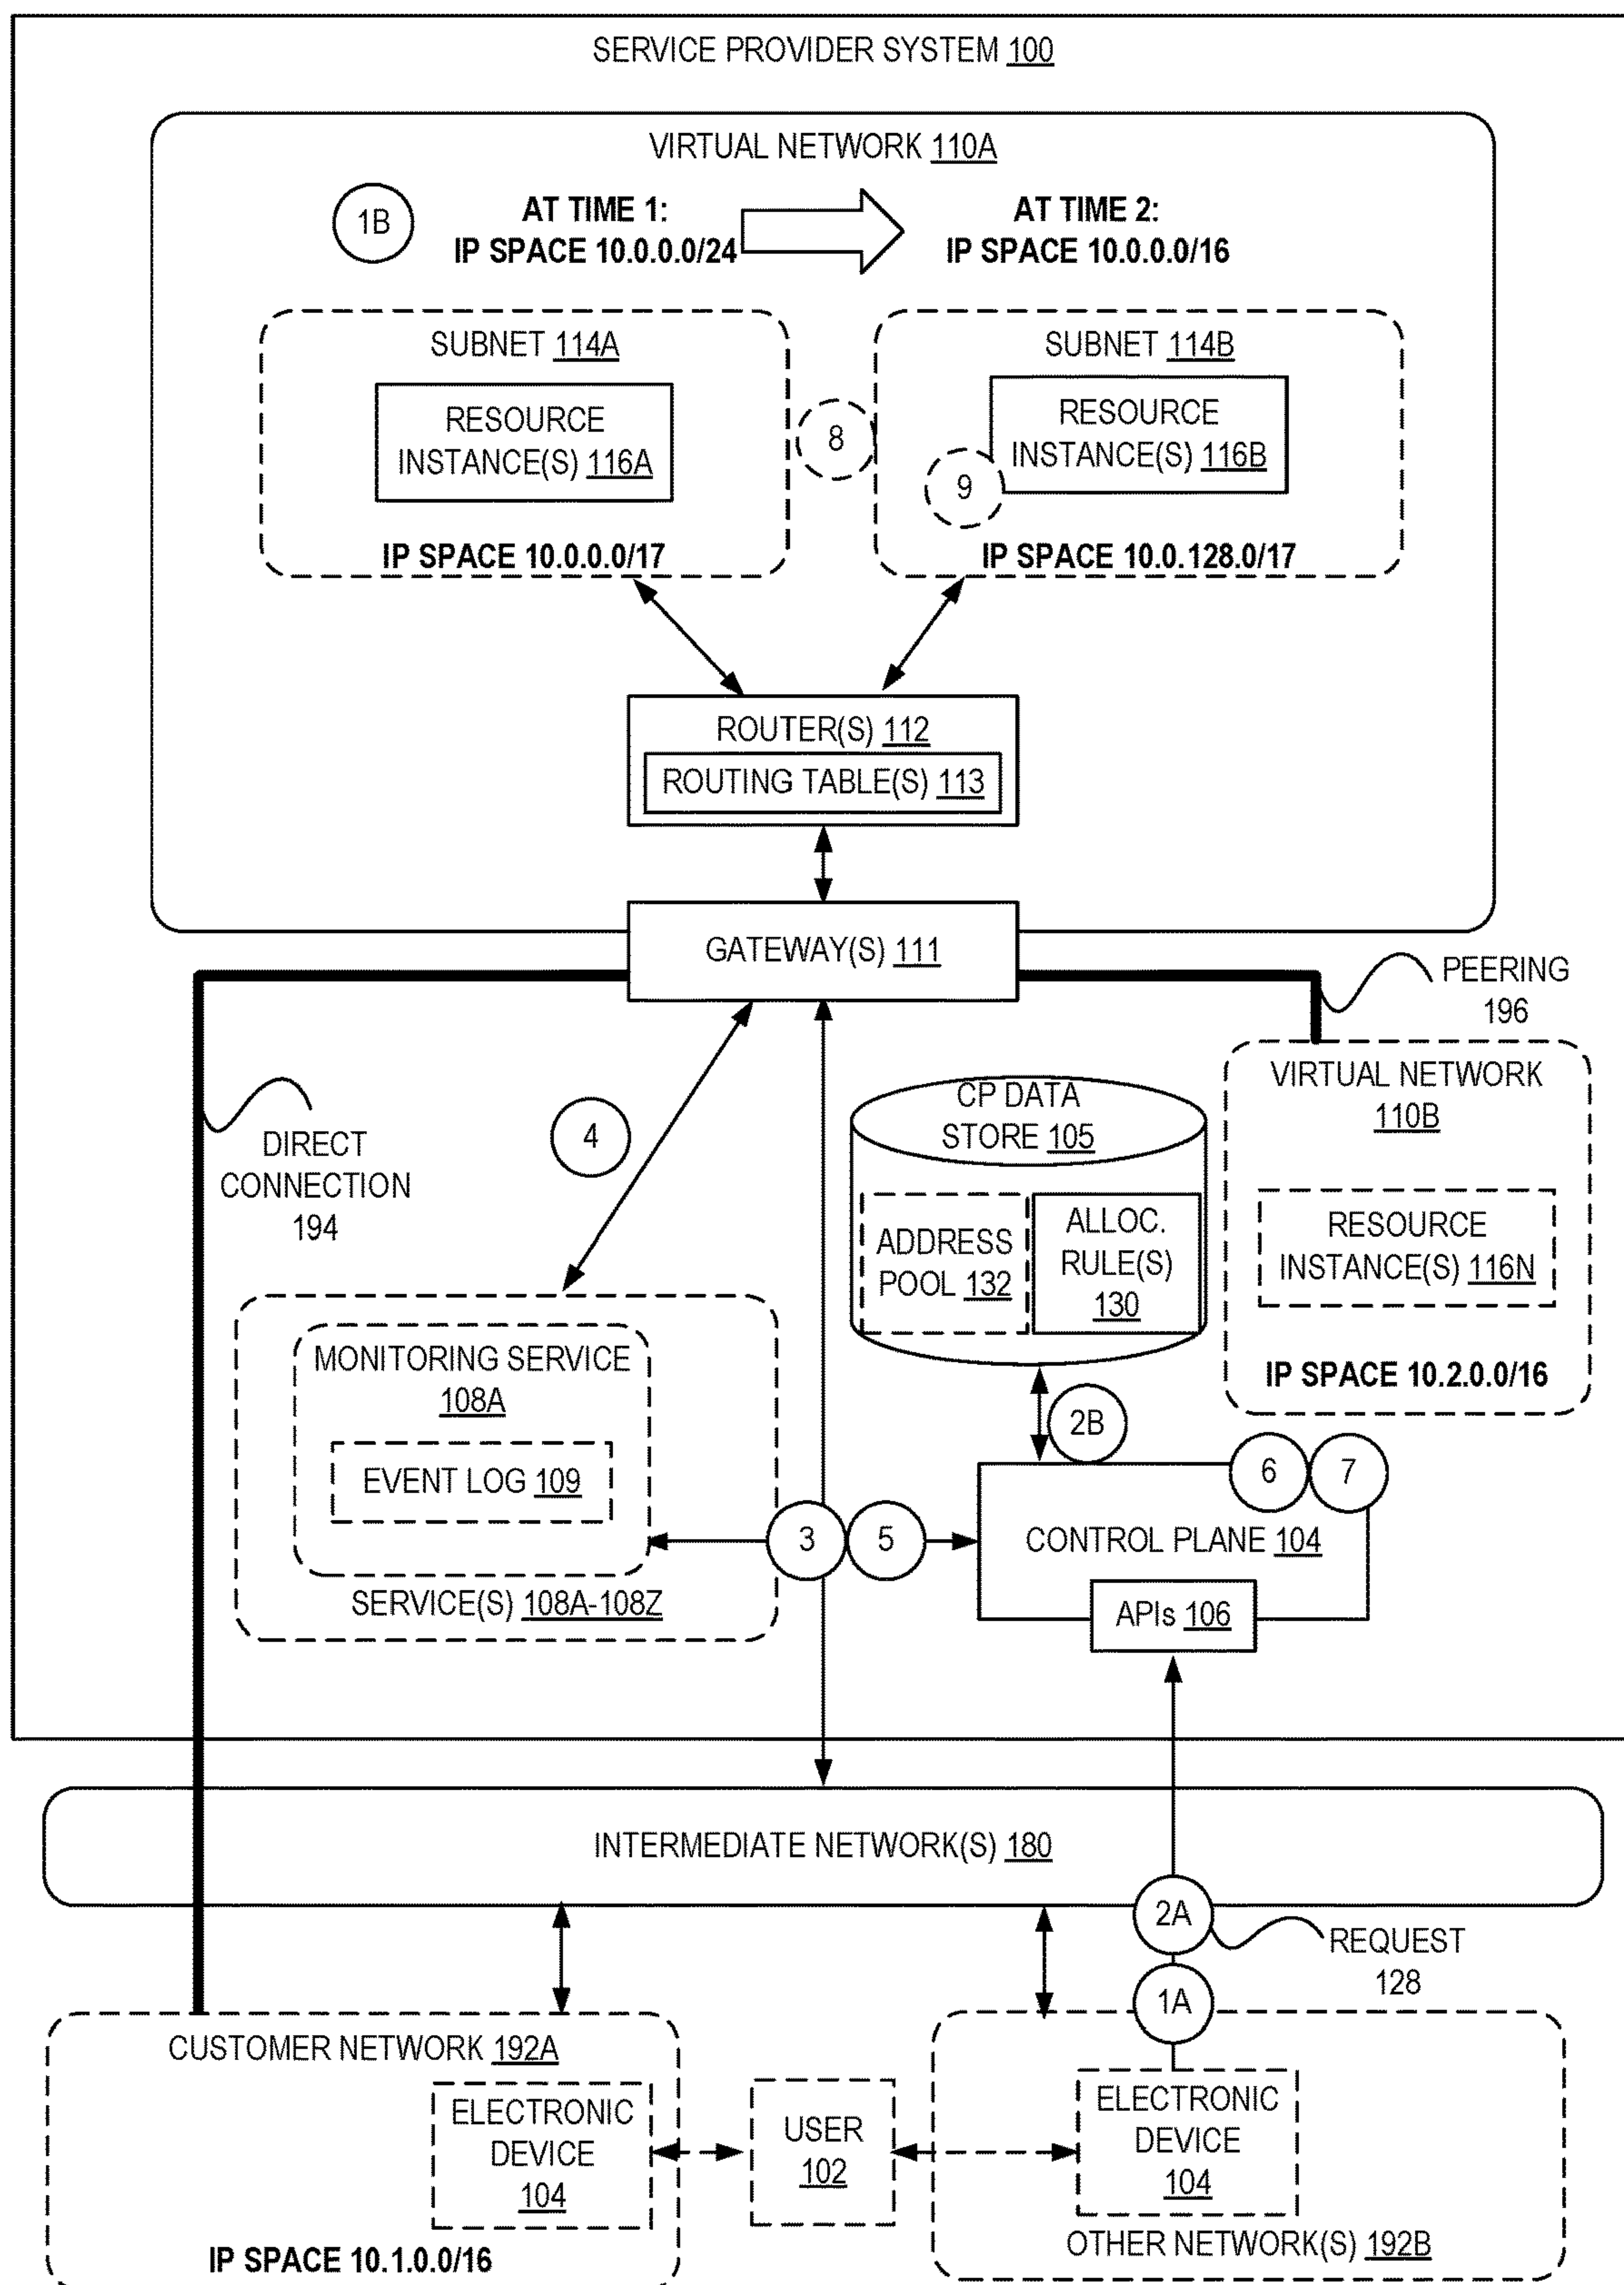 SERVICE PROVIDER SYSTEM 100
VIRTUAL NETWORK 110A
1B
AT TIME 1:
IP SPACE 10.0.0.0/24
AT TIME 2:
IP SPACE 10.0.0.0/16
SUBNET 114A
RESOURCE
INSTANCE(S) 116A
IP SPACE 10.0.0.0/17
8
SUBNET 114B
RESOURCE
INSTANCE(S) 116B
9
IP SPACE 10.0.128.0/17
ROUTER(S) 112
ROUTING TABLE(S) 113
GATEWAY(S) 111
PEERING
196
DIRECT
CONNECTION
194
4
CP DATA
STORE 105
ADDRESS
POOL 132
ALLOC.
RULE(S)
130
VIRTUAL NETWORK
110B
RESOURCE
INSTANCE(S) 116N
IP SPACE 10.2.0.0/16
MONITORING SERVICE
108A
EVENT LOG 109
SERVICE(S) 108A-108Z
2B
3
5
6
7
CONTROL PLANE 104
APIs 106
INTERMEDIATE NETWORK(S) 180
2A
REQUEST
128
1A
CUSTOMER NETWORK 192A
ELECTRONIC
DEVICE
104
IP SPACE 10.1.0.0/16
USER
102
ELECTRONIC
DEVICE
104
OTHER NETWORK(S) 192B